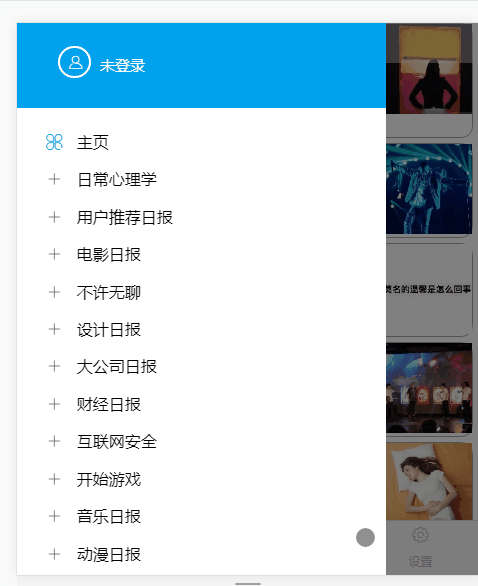 未登录
主页
日常心理学
用户推荐日报
电影日报
不许无聊
设计日报
大公司日报
财经日报
互联网安全
开始游戏
音乐日报
动漫日报
莫名的温馨是怎么回事
设置